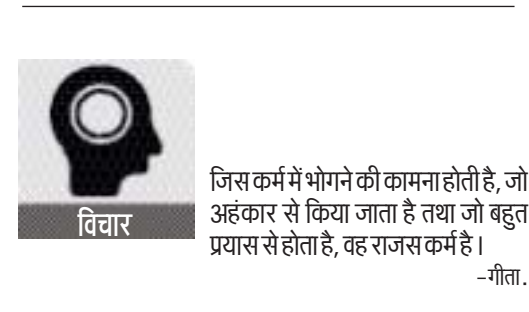 विचार
जिस कर्म में भोगने की कामना होती है, जो
अहंकार से किया जाता है तथा जो बहुत
प्रयास से होता है, वह राजस कर्म है।
-गीता.